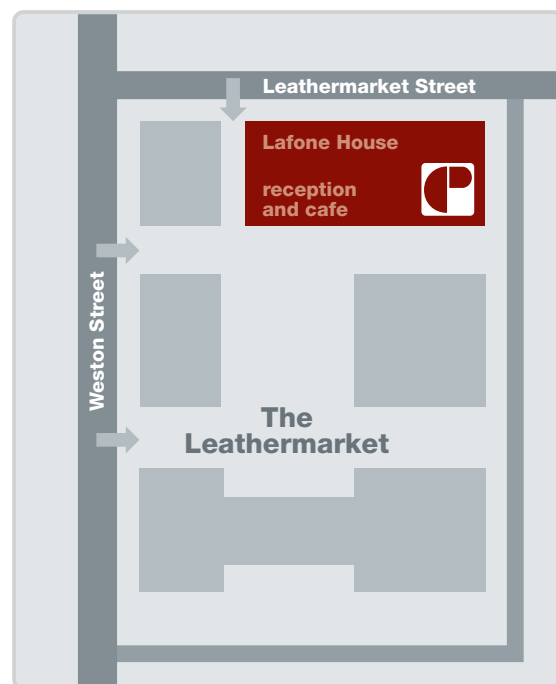 Leathermarket Street
Lafone House
reception
and cafe
Weston Street
The
Leathermarket